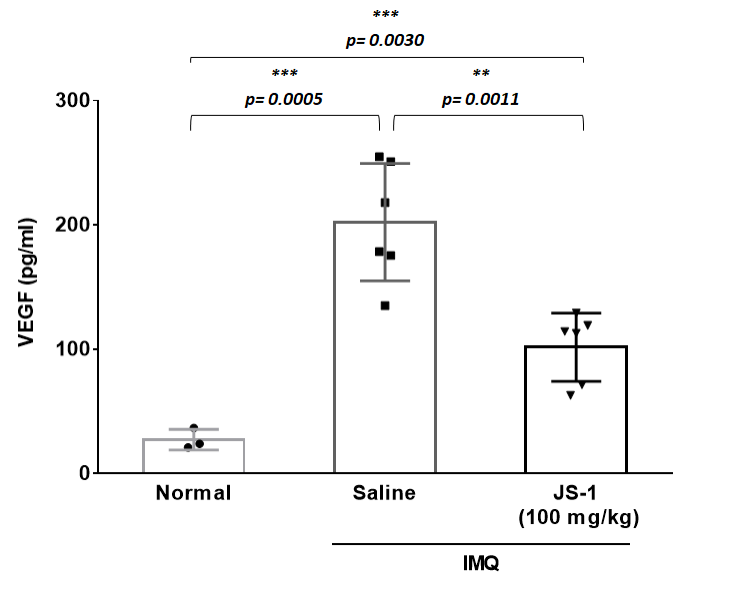 ***
p= 0.0030
***
p= 0.0005
**
p= 0.0011
300
200
100
0
VEGF (pg/ml)
Normal
Saline
JS-1
(100 mg/kg)
IMQ